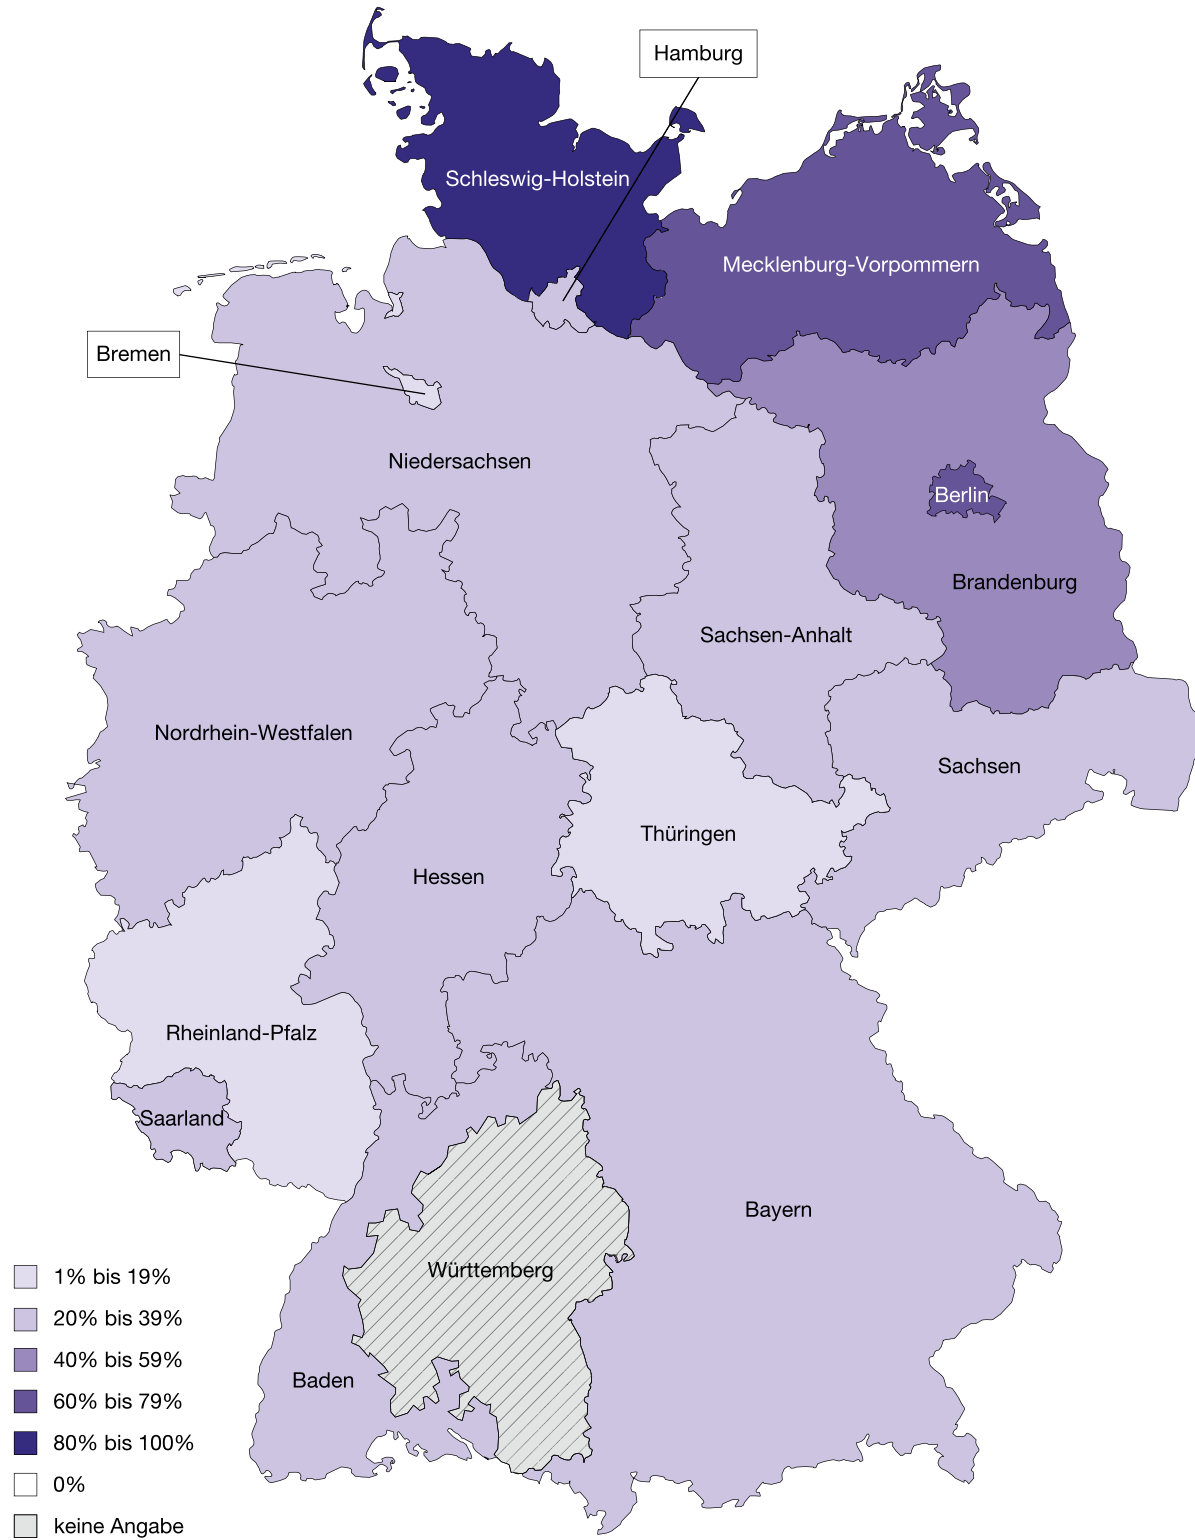 Hamburg
Schleswig-Holstein
Mecklenburg-Vorpommern
Bremen
Niedersachsen
Berlin
Brandenburg
Sachsen-Anhalt
Nordrhein-Westfalen
Sachsen
Thüringen
Hessen
Rheinland-Pfalz
Saarland
Bayern
Württemberg
Baden
1% bis 19%
20% bis 39%
40% bis 59%
60% bis 79%
80% bis 100%
0%
keine Angabe